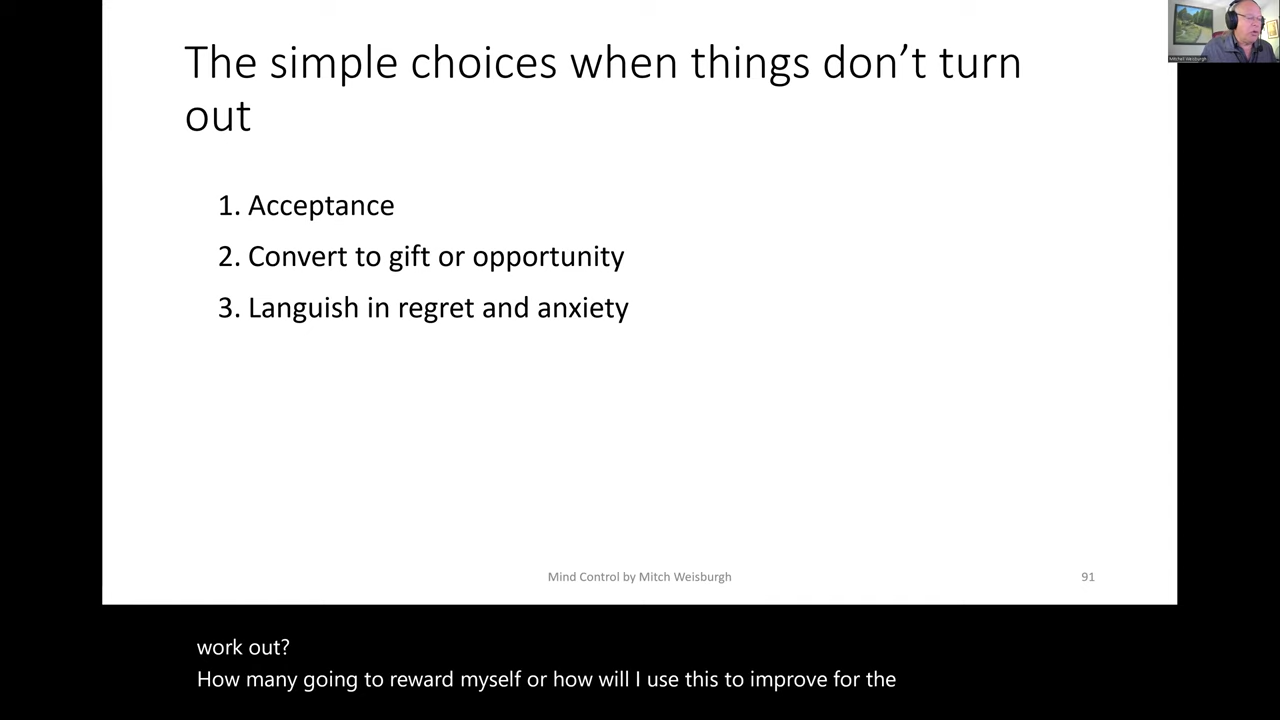 The simple choices when things don’t turn
out
1. Acceptance
2. Convert to gift or opportunity
3. Languish in regret and anxiety
Mind Control by Mitch Weisburgh
91
Mitchell Weisburgh
work out?
How many going to reward myself or how will I use this to improve for the